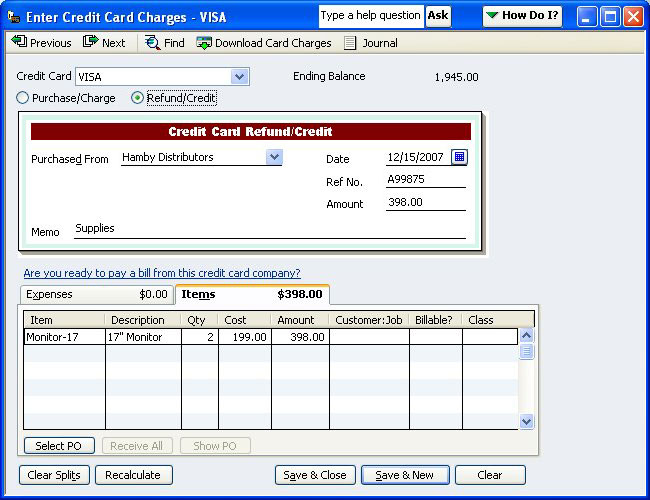 Enter Credit Card Charges - VISA Type a help question Ask How Do I?
Previous Next Find Download Card Charges Journal
Credit Card VISA Ending Balance 1,945.00
Purchase/Charge Refund/Credit
Credit Card Refund/Credit
Purchased From Hamby Distributors Date 12/15/2007
Ref No. A99875
Amount 398.00
Memo Supplies
Are you ready to pay a bill from this credit card company?
Expenses $0.00 Items $398.00
Item Description Qty Cost Amount Customer:Job Billable? Class
Monitor-17 17" Monitor 2 199.00 398.00
Select PO Receive All Show PO
Clear Splits Recalculate Save & Close Save & New Clear